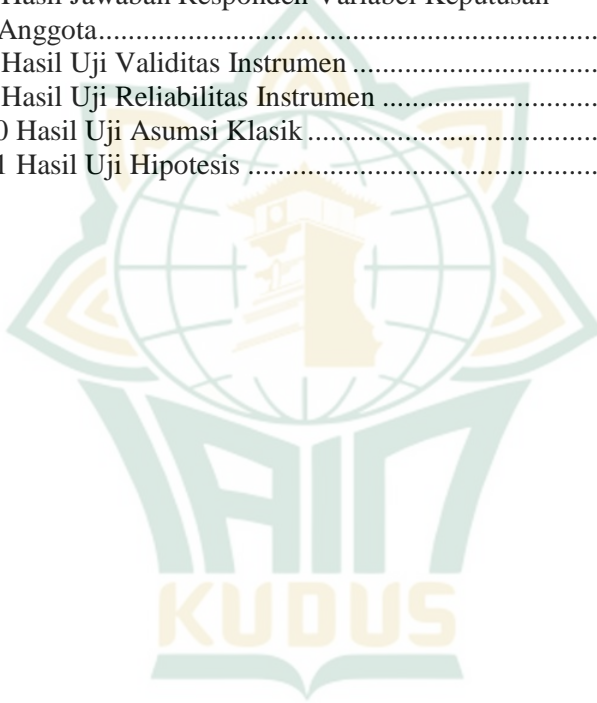 Hasil Jawaban Responden Variabel Keputusan
Anggota..........................................................................
Hasil Uji Validitas Instrumen ....................................
Hasil Uji Reliabilitas Instrumen ................................
0 Hasil Uji Asumsi Klasik ..........................................
1 Hasil Uji Hipotesis ...................................................
IAIN
KUDUS